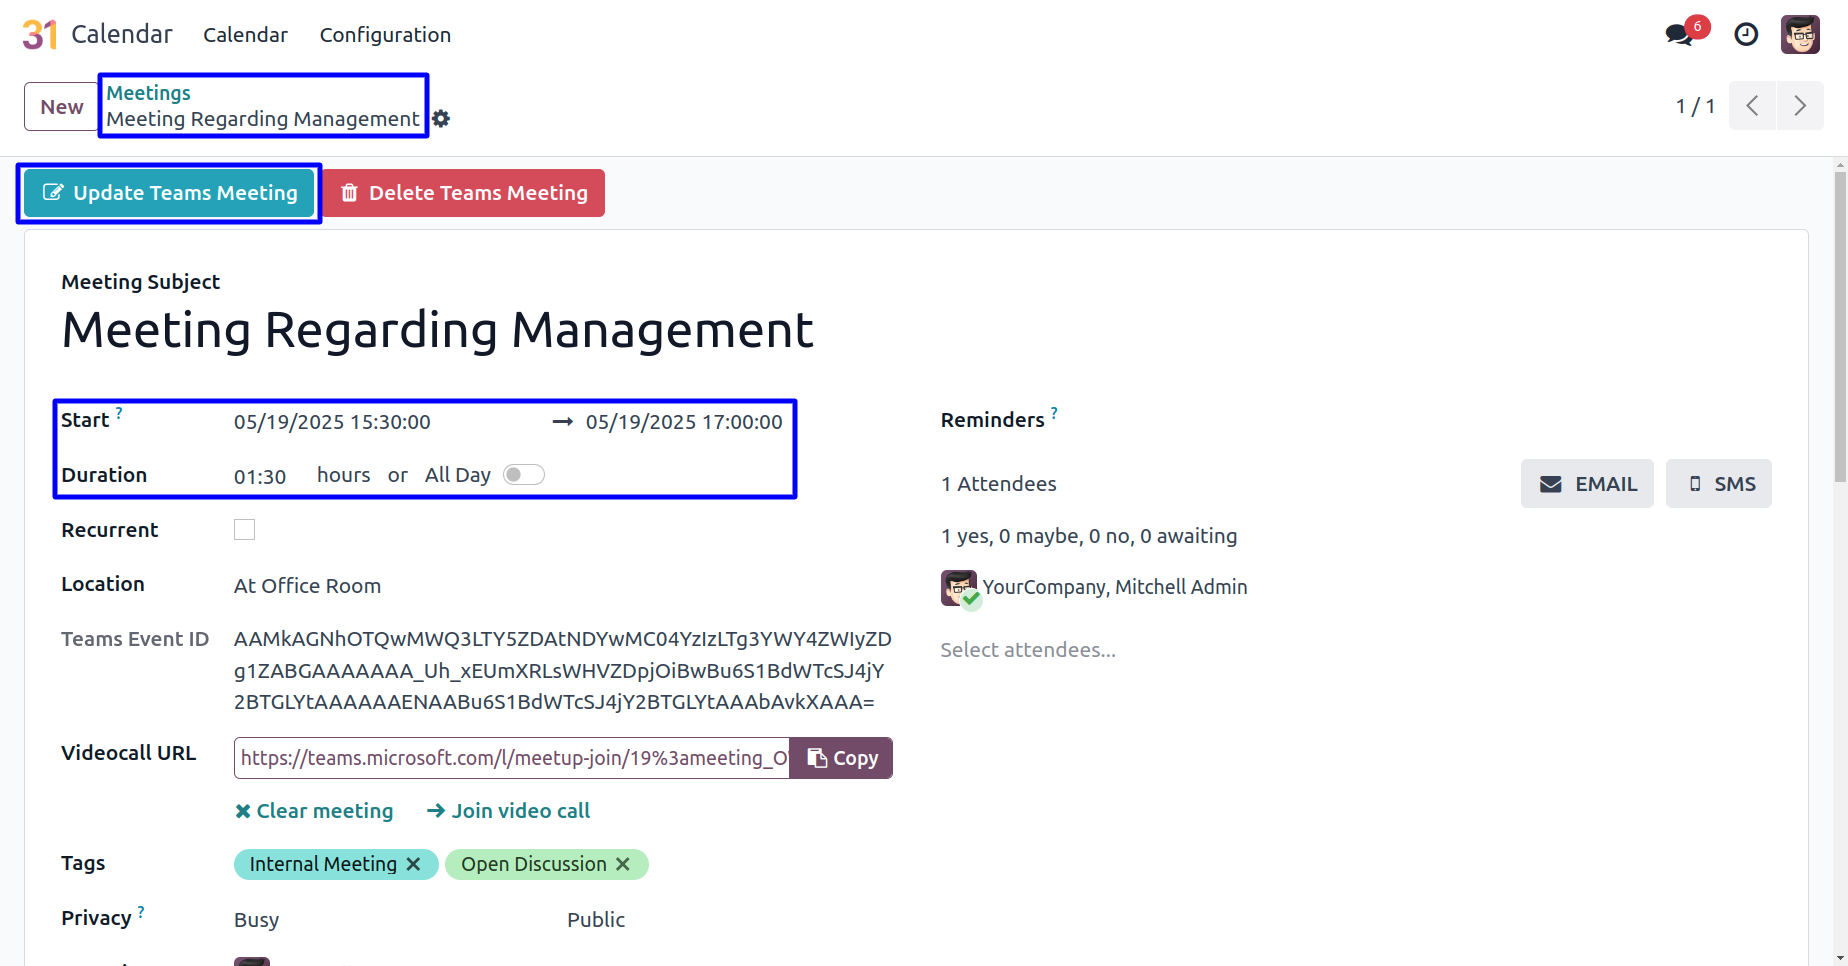 31 Calendar Calendar Configuration 6
New Meetings
Meeting Regarding Management
1 / 1
Update Teams Meeting Delete Teams Meeting
Meeting Subject
Meeting Regarding Management
Start ? 05/19/2025 15:30:00 → 05/19/2025 17:00:00
Duration 01:30 hours or All Day
Recurrent
Location At Office Room
Teams Event ID AAMkAGNhOTQwMWQ3LTY5ZDAtNDYwMC04YzIzLTg3YWY4ZWIyZD
g1ZABGAAAAAAA_Uh_xEUmXRLsWHVZDpjOiBwBu6S1BdWTcSJ4jY
2BTGLYtAAAAAAENAABu6S1BdWTcSJ4jY2BTGLYtAAAbAvkXAAA=
Videocall URL https://teams.microsoft.com/l/meetup-join/19%3ameeting_O Copy
Clear meeting Join video call
Tags Internal Meeting Open Discussion
Privacy ? Busy Public
Reminders ?
1 Attendees EMAIL SMS
1 yes, 0 maybe, 0 no, 0 awaiting
YourCompany, Mitchell Admin
Select attendees...